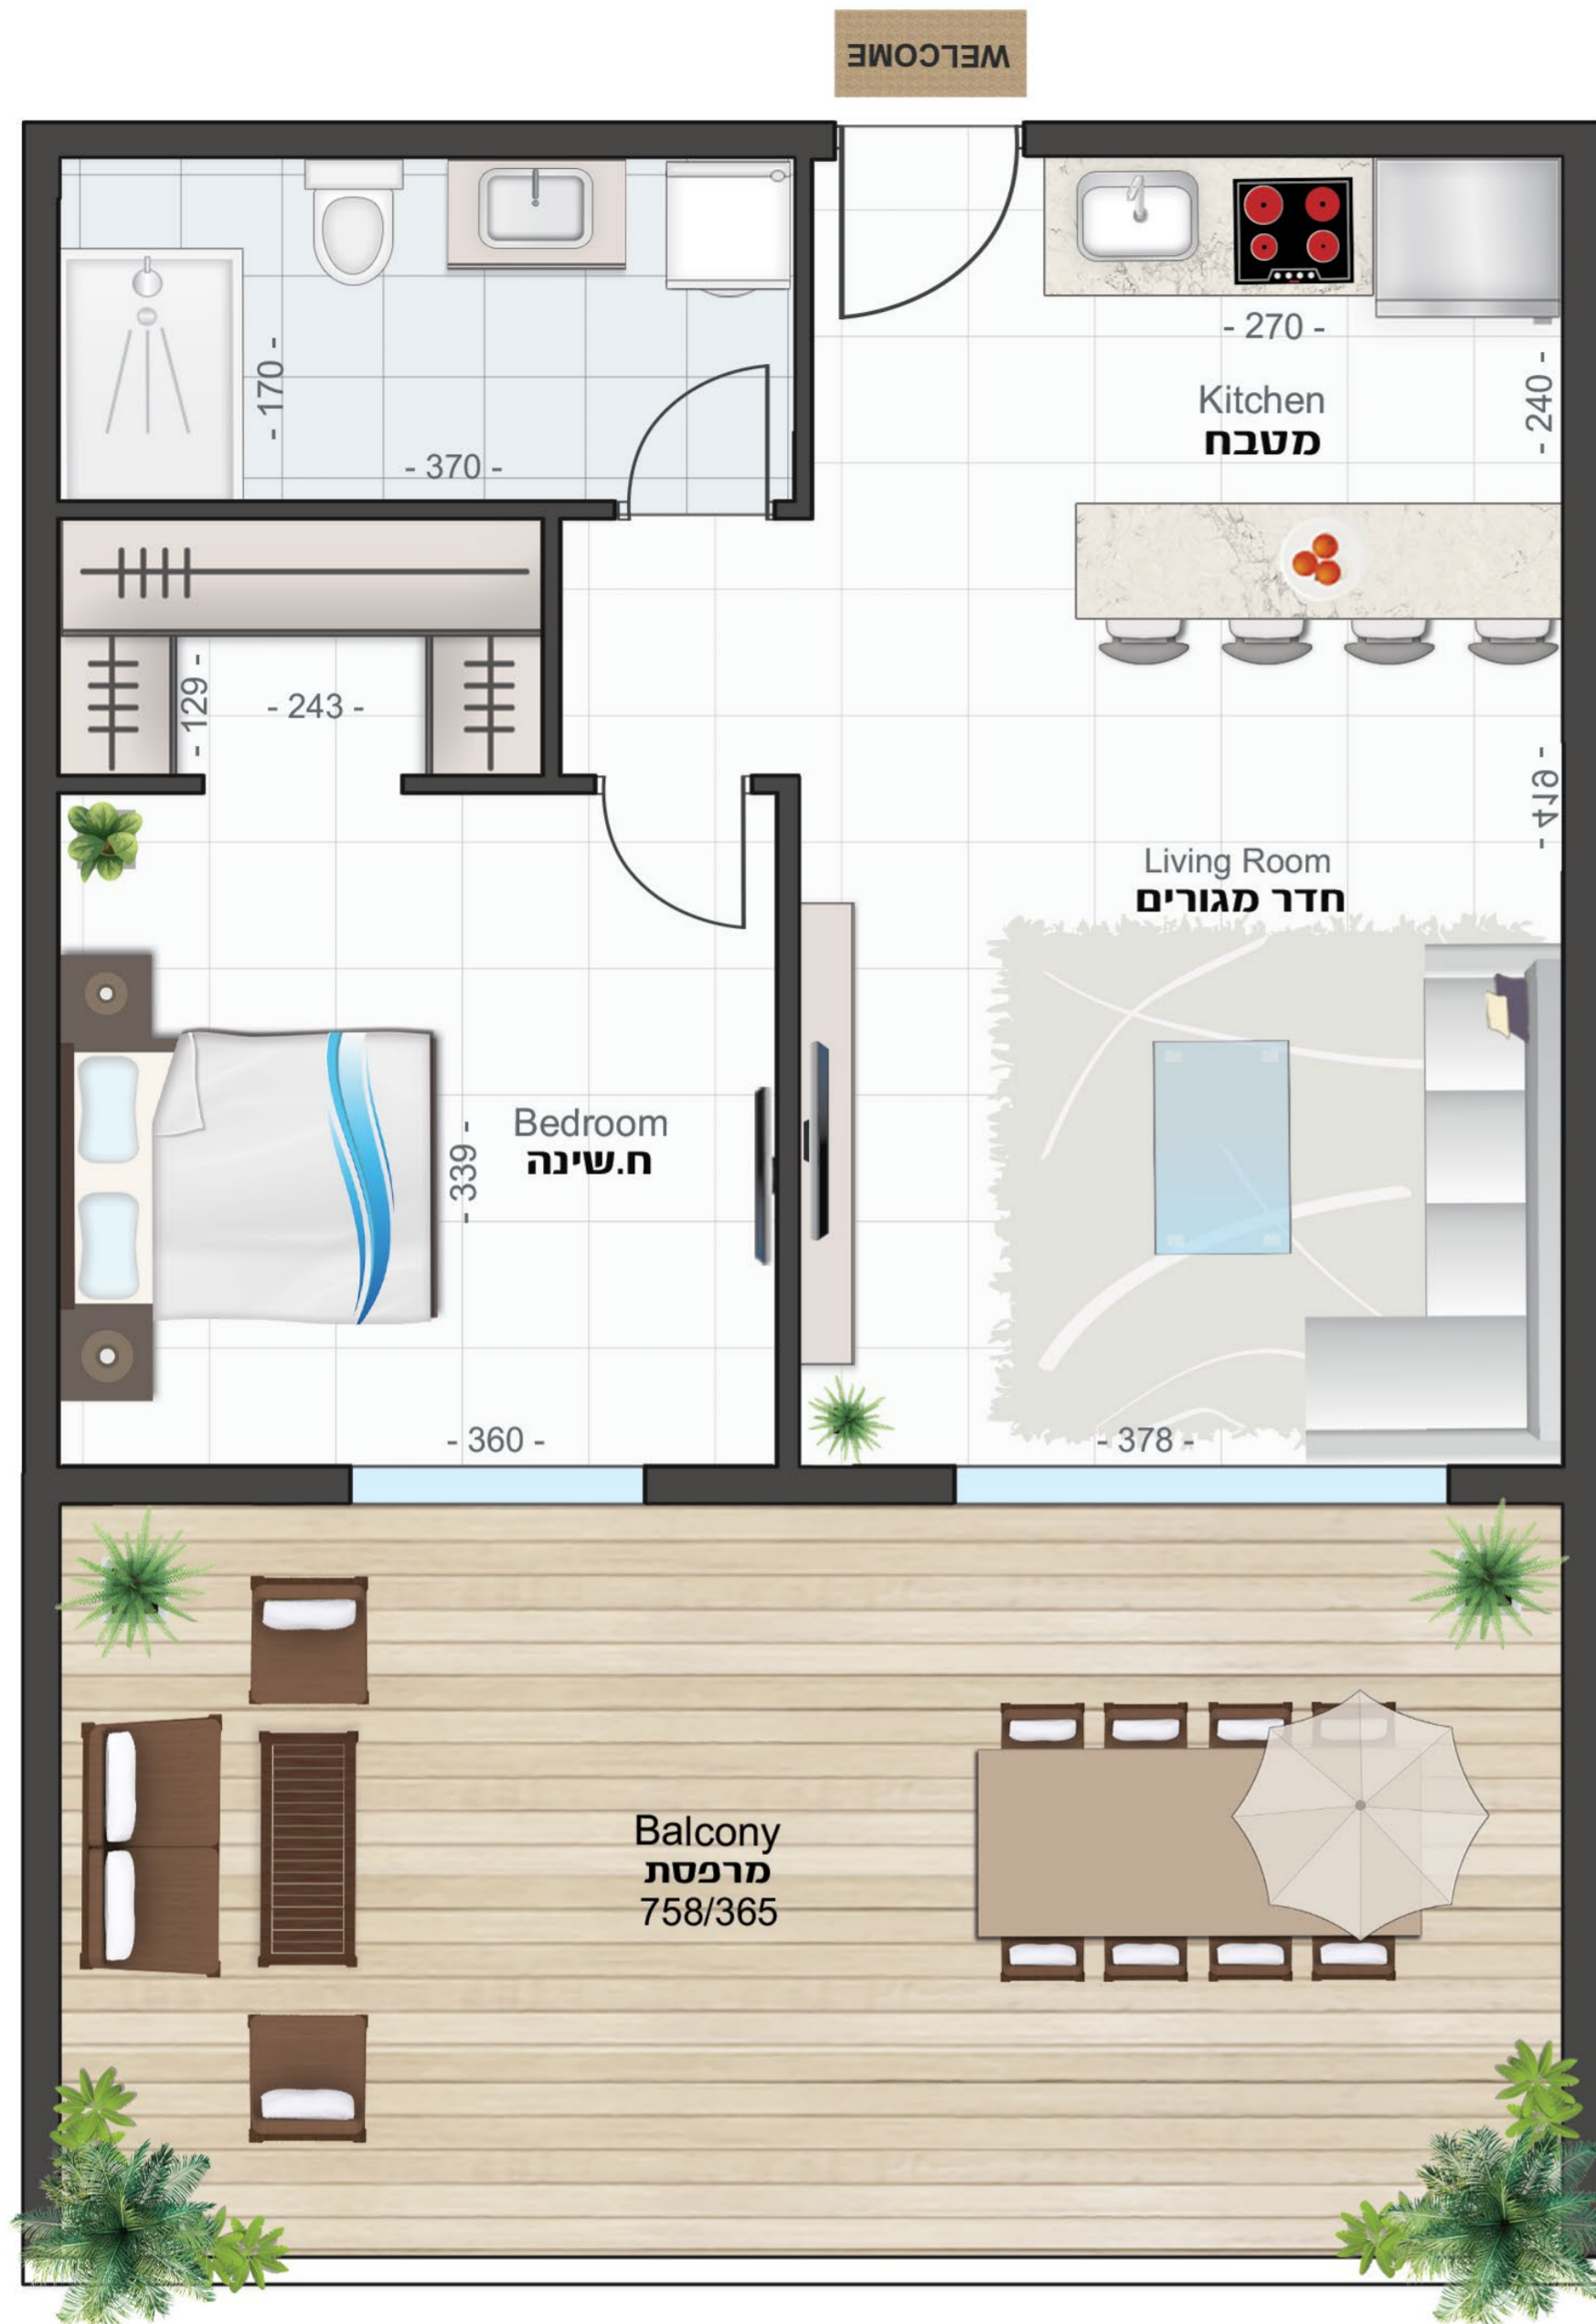 WELCOME
- 270 -
Kitchen
מטבח
- 240 -
- 170 -
- 370 -
- 129 -
- 243 -
- 419 -
Living Room
חדר מגורים
Bedroom
ח.שינה
- 339 -
- 360 -
- 378 -
Balcony
מרפסת
758/365